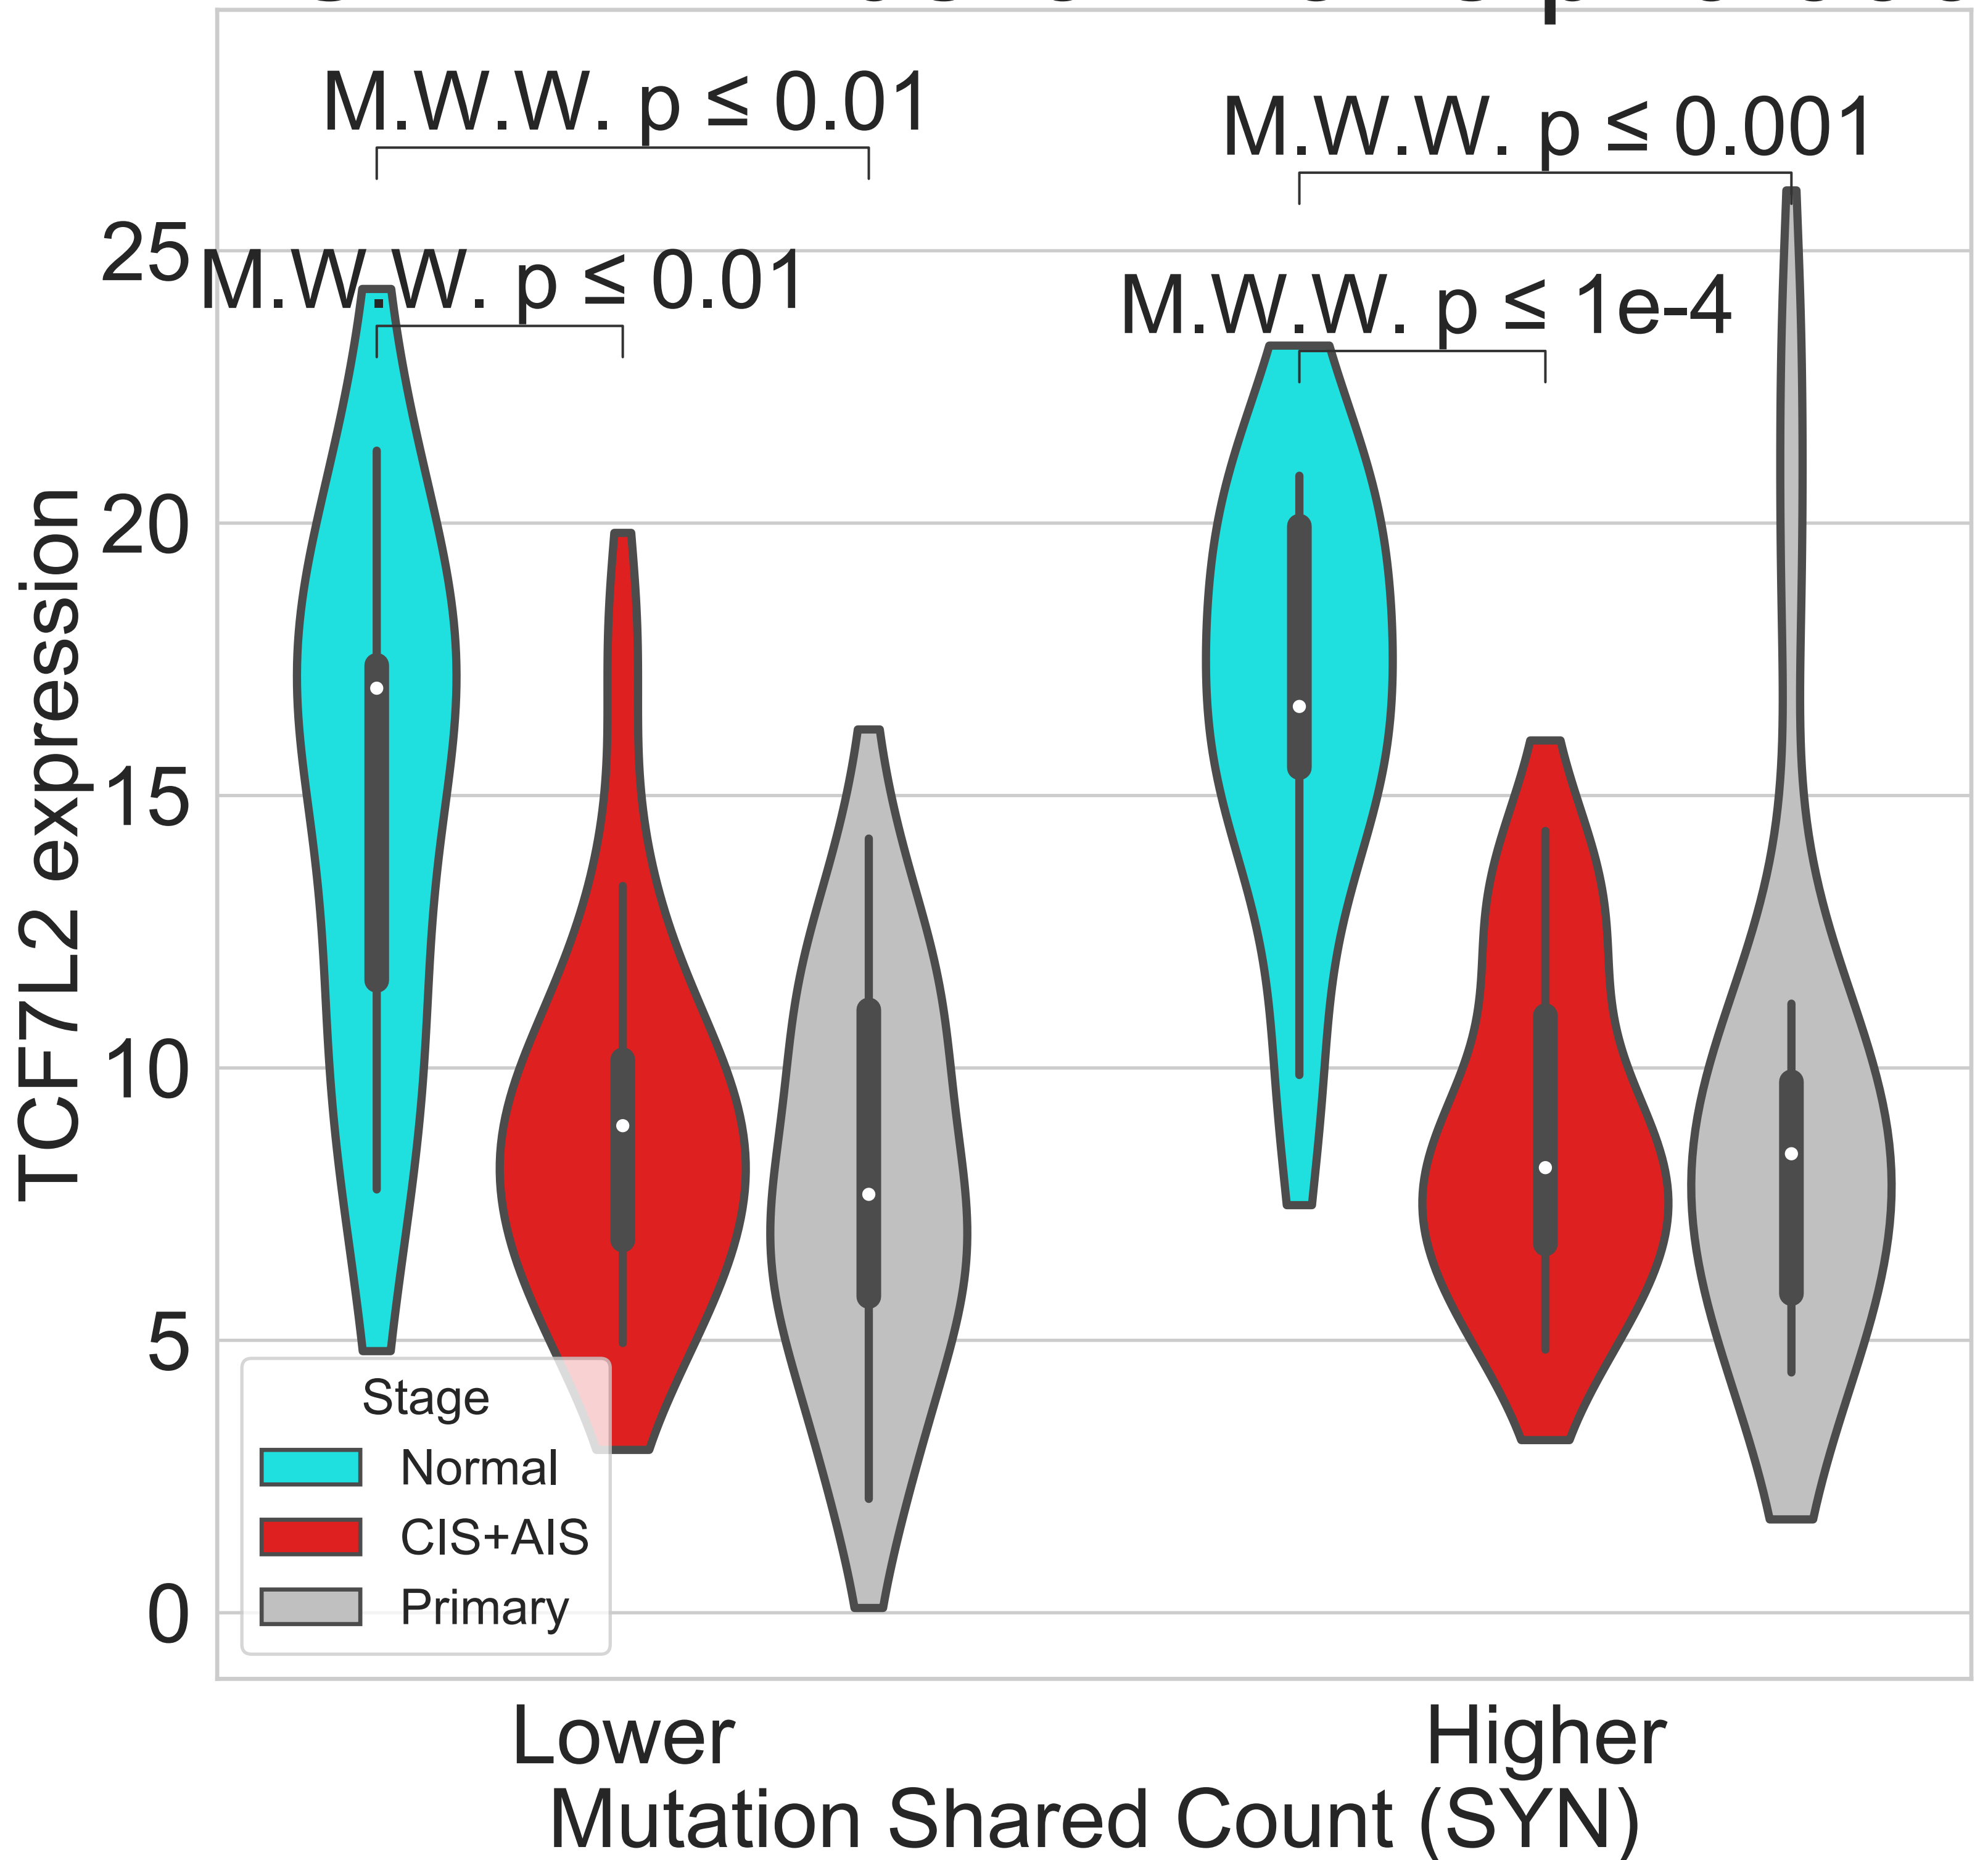 M.W.W. p ≤ 0.01
M.W.W. p ≤ 0.001
25
M.W.W. p ≤ 0.01
M.W.W. p ≤ 1e-4
20
15
10
5
0
TCF7L2 expression
Stage
Normal
CIS+AIS
Primary
Lower
Higher
Mutation Shared Count (SYN)